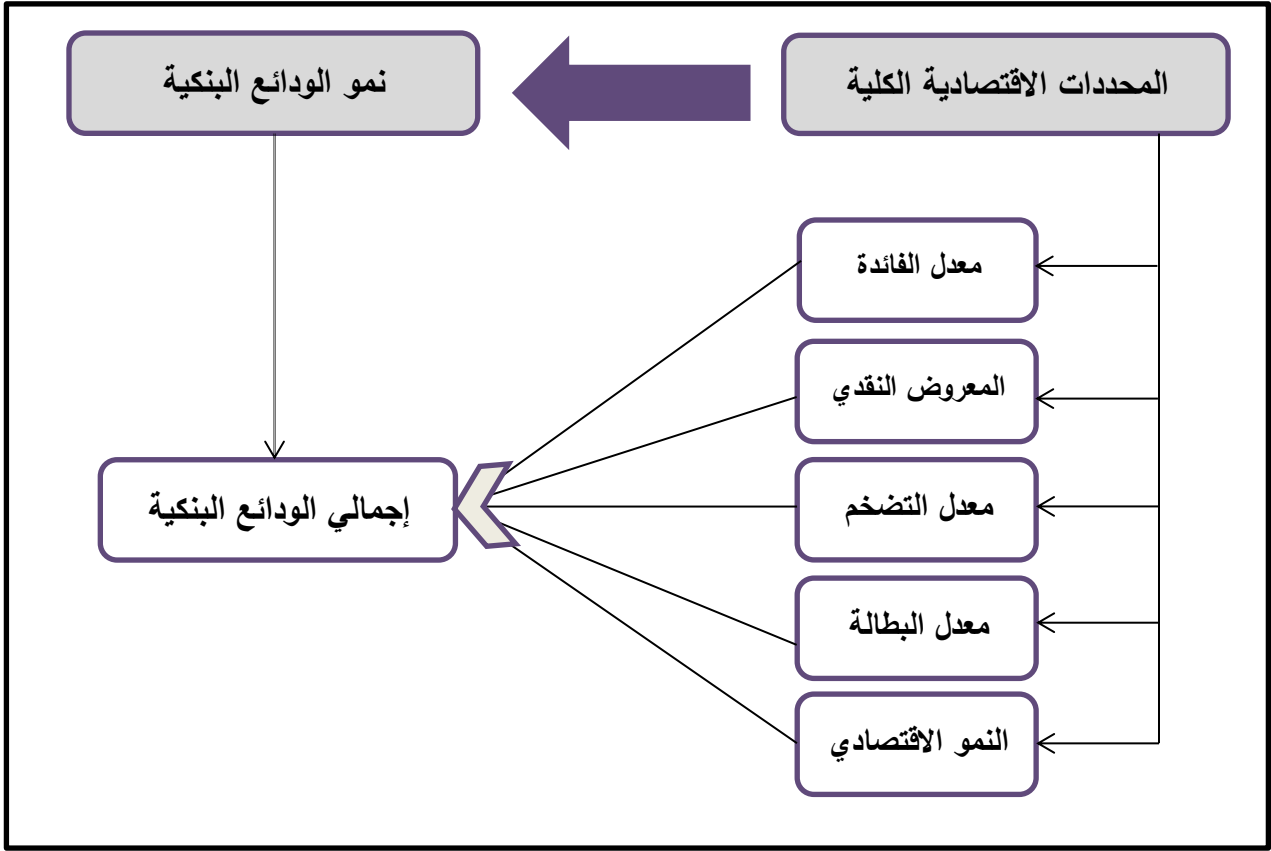 المحددات الاقتصادية الكلية
نمو الودائع البنكية
معدل الفائدة
المعروض النقدي
معدل التضخم
إجمالي الودائع البنكية
معدل البطالة
النمو الاقتصادي